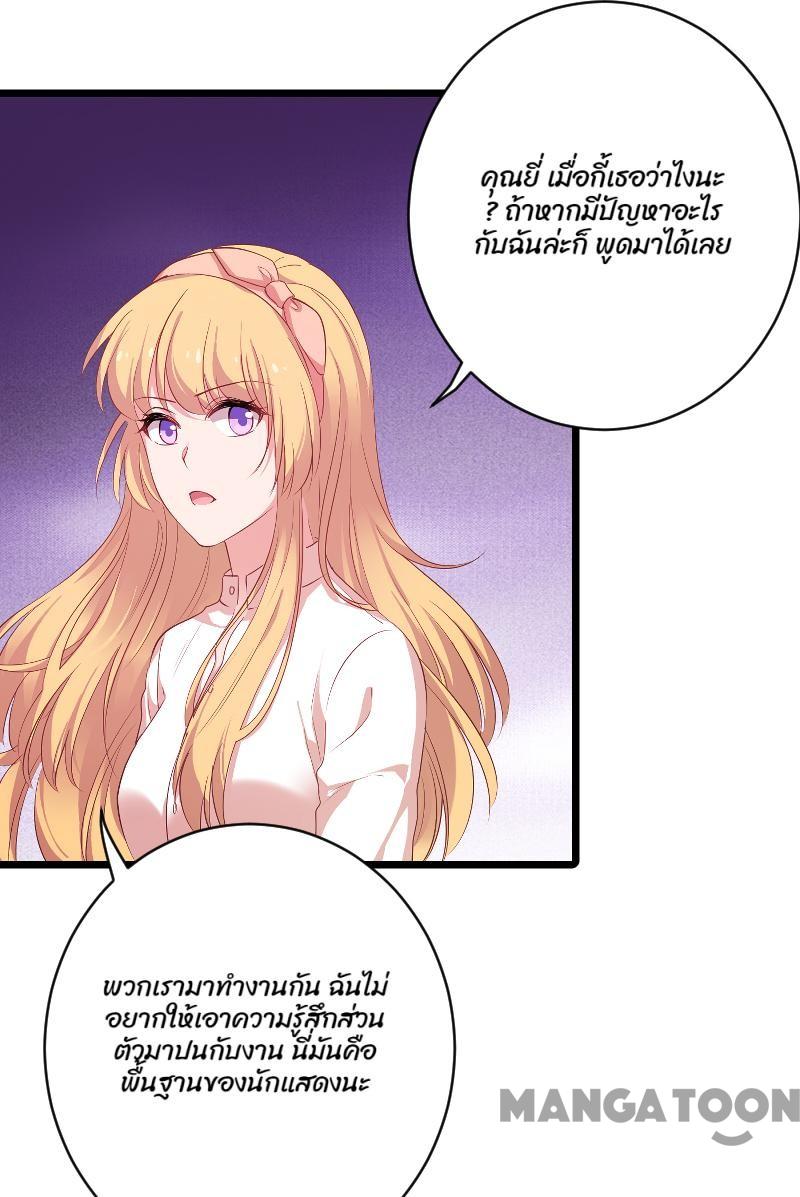 คุณยี่ เมื่อกี้เธอว่าไงนะ
? ถ้าหากมีปัญหาอะไร
กับฉันล่ะก็ พูดมาได้เลย
พวกเรามาทำงานกัน ฉันไม่
อยากให้เอาความรู้สึกส่วน
ตัวมาปนกับงาน นี่มันคือ
พื้นฐานของนักแสดงนะ
MANGATOON